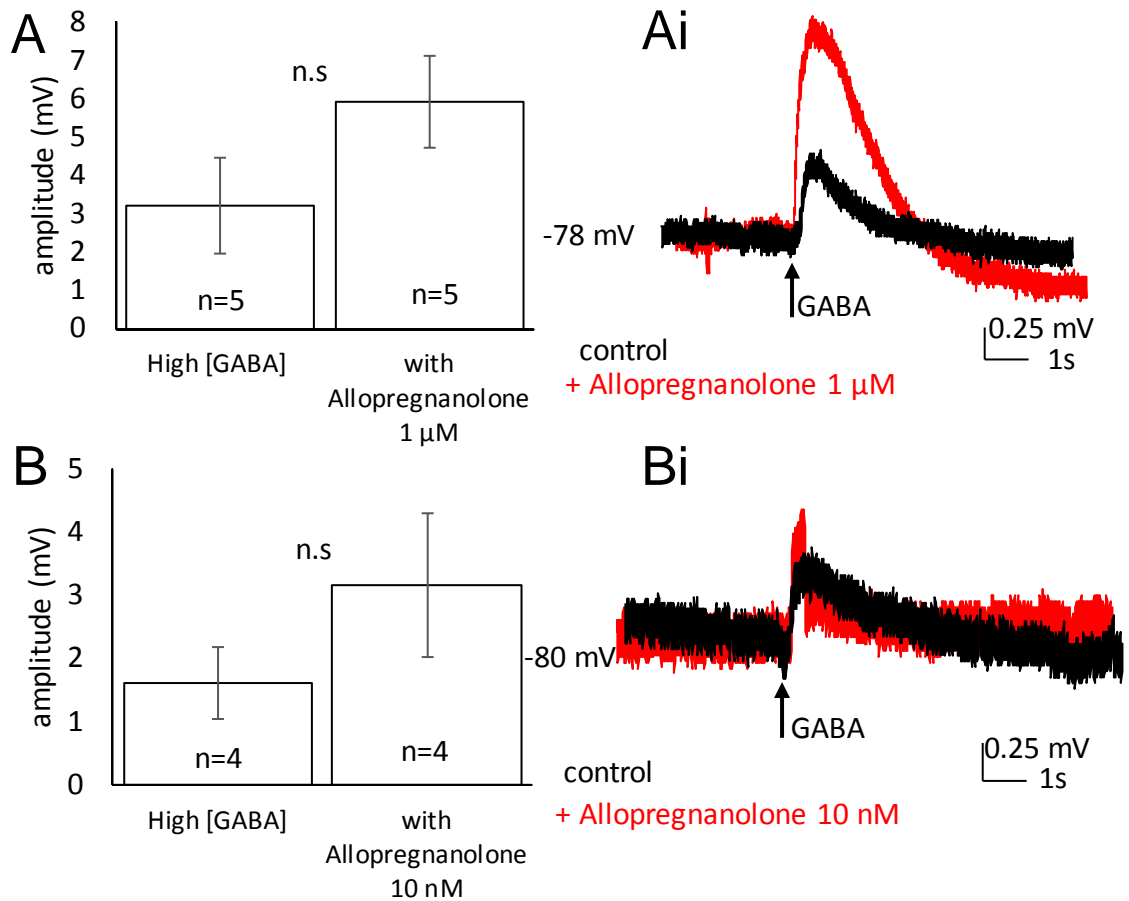 A
8
7
6
5
4
3
2
1
0
amplitude (mV)
n.s
n=5
n=5
High [GABA]
with
Allopregnanolone
1 µM
Ai
-78 mV
GABA
0.25 mV
1s
control
+ Allopregnanolone 1 µM
B
5
4
3
2
1
0
amplitude (mV)
n.s
n=4
n=4
High [GABA]
with
Allopregnanolone
10 nM
Bi
-80 mV
GABA
0.25 mV
1s
control
+ Allopregnanolone 10 nM